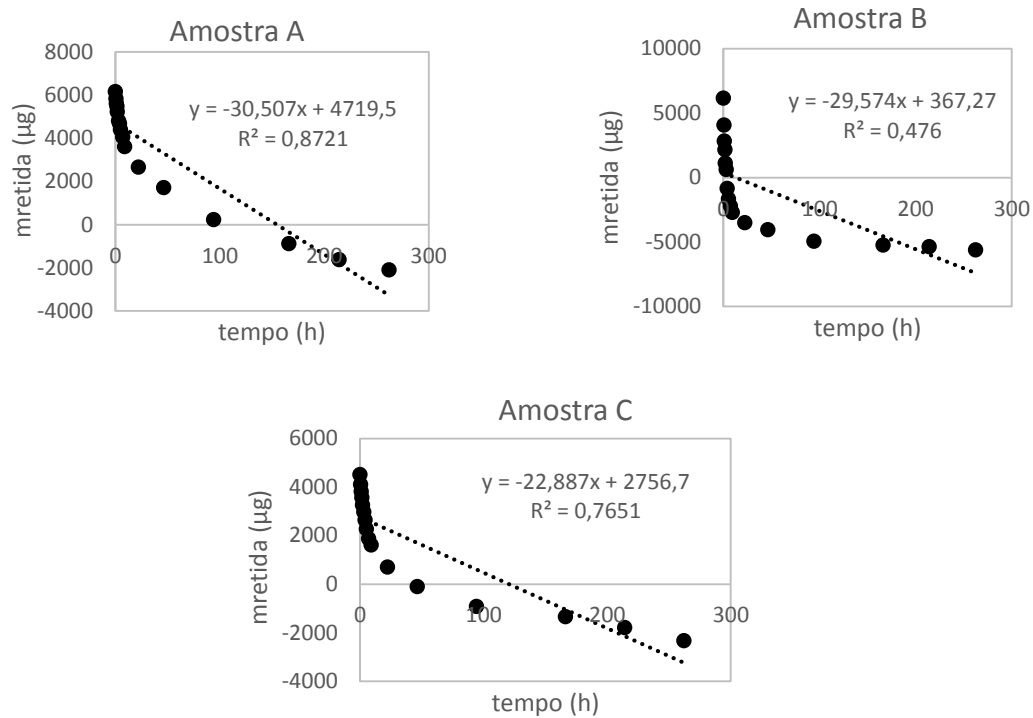 Amostra A
8000
6000
4000
2000
0
-2000
-4000
0
100
200
300
y = -30,507x + 4719,5
R² = 0,8721
mretida (µg)
tempo (h)
Amostra B
10000
5000
0
-5000
-10000
0
100
200
300
y = -29,574x + 367,27
R² = 0,476
mretida (µg)
tempo (h)
Amostra C
6000
4000
2000
0
-2000
-4000
0
100
200
300
y = -22,887x + 2756,7
R² = 0,7651
mretida (µg)
tempo (h)